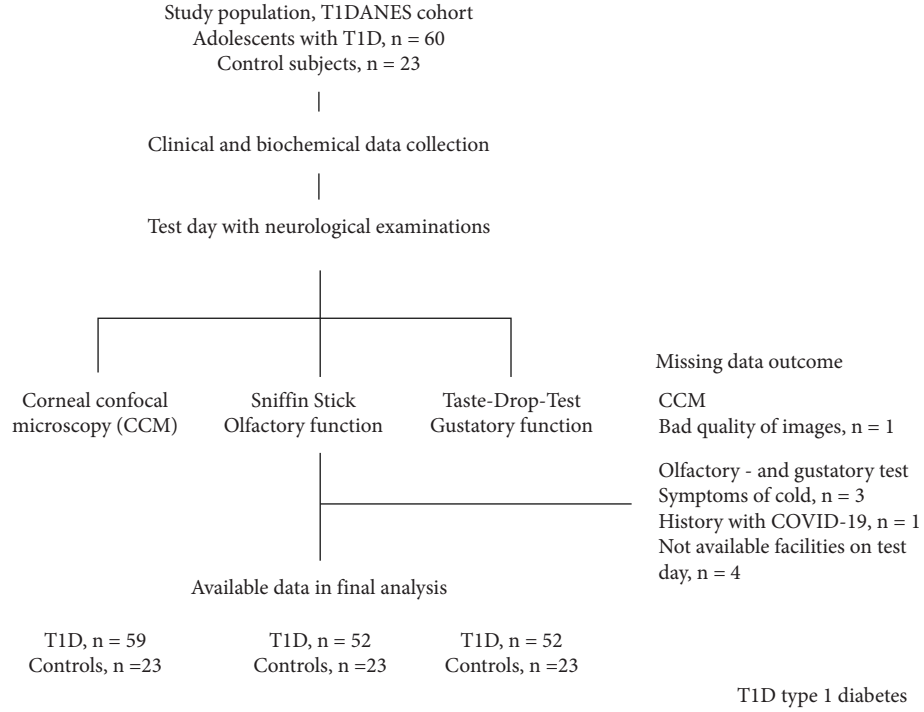 Study population, T1DANES cohort
Adolescents with T1D, n = 60
Control subjects, n = 23
Clinical and biochemical data collection
Test day with neurological examinations
Corneal confocal
microscopy (CCM)
Sniffin Stick
Olfactory function
Taste-Drop-Test
Gustatory function
Missing data outcome
CCM
Bad quality of images, n = 1
Olfactory - and gustatory test
Symptoms of cold, n = 3
History with COVID-19, n = 1
Not available facilities on test
day, n = 4
Available data in final analysis
T1D, n = 59
Controls, n =23
T1D, n = 52
Controls, n =23
T1D, n = 52
Controls, n =23
T1D type 1 diabetes